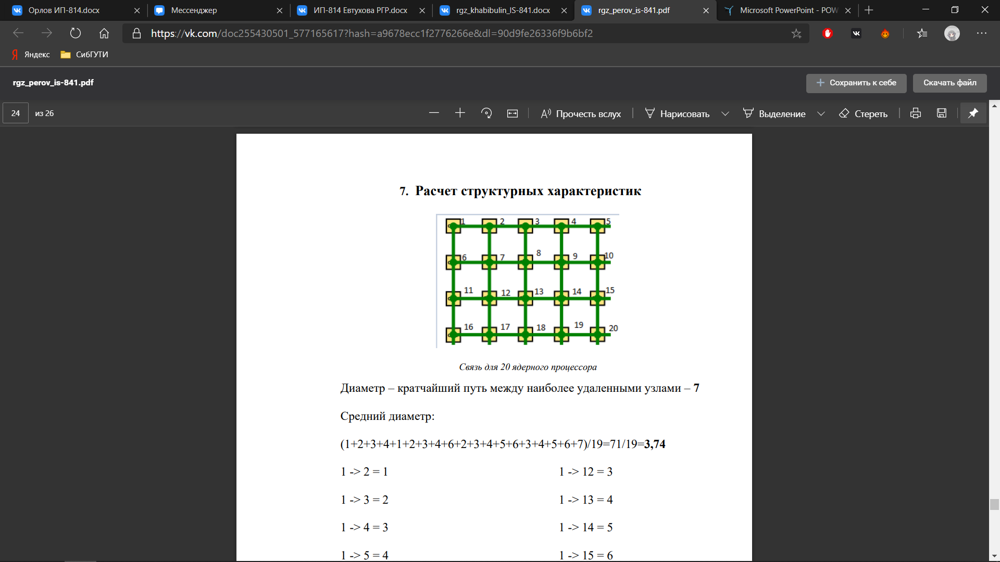 Орлов ИП-814.docx
Мессенджер
ИП-814 Евтухова РГР.docx
rgz_khabibulin_IS-841.docx
rgz_perov_is-841.pdf
Microsoft PowerPoint - POW
https://vk.com/doc255430501_577165617?hash=a9678ecc1f2776266e&dl=90d9fe26336f9b6bf2
Яндекс
СибГУТИ
rgz_perov_is-841.pdf
Сохранить к себе
Скачать файл
24 из 26
Прочесть вслух
Нарисовать
Выделение
Стереть
7. Расчет структурных характеристик
1 2 3 4 5
6 7 8 9 10
11 12 13 14 15
16 17 18 19 20
Связь для 20 ядерного процессора
Диаметр – кратчайший путь между наиболее удаленными узлами – 7
Средний диаметр:
(1+2+3+4+1+2+3+4+6+2+3+4+5+6+3+4+5+6+7)/19=71/19=3,74
1 -> 2 = 1
1 -> 12 = 3
1 -> 3 = 2
1 -> 13 = 4
1 -> 4 = 3
1 -> 14 = 5
1 -> 5 = 4
1 -> 15 = 6